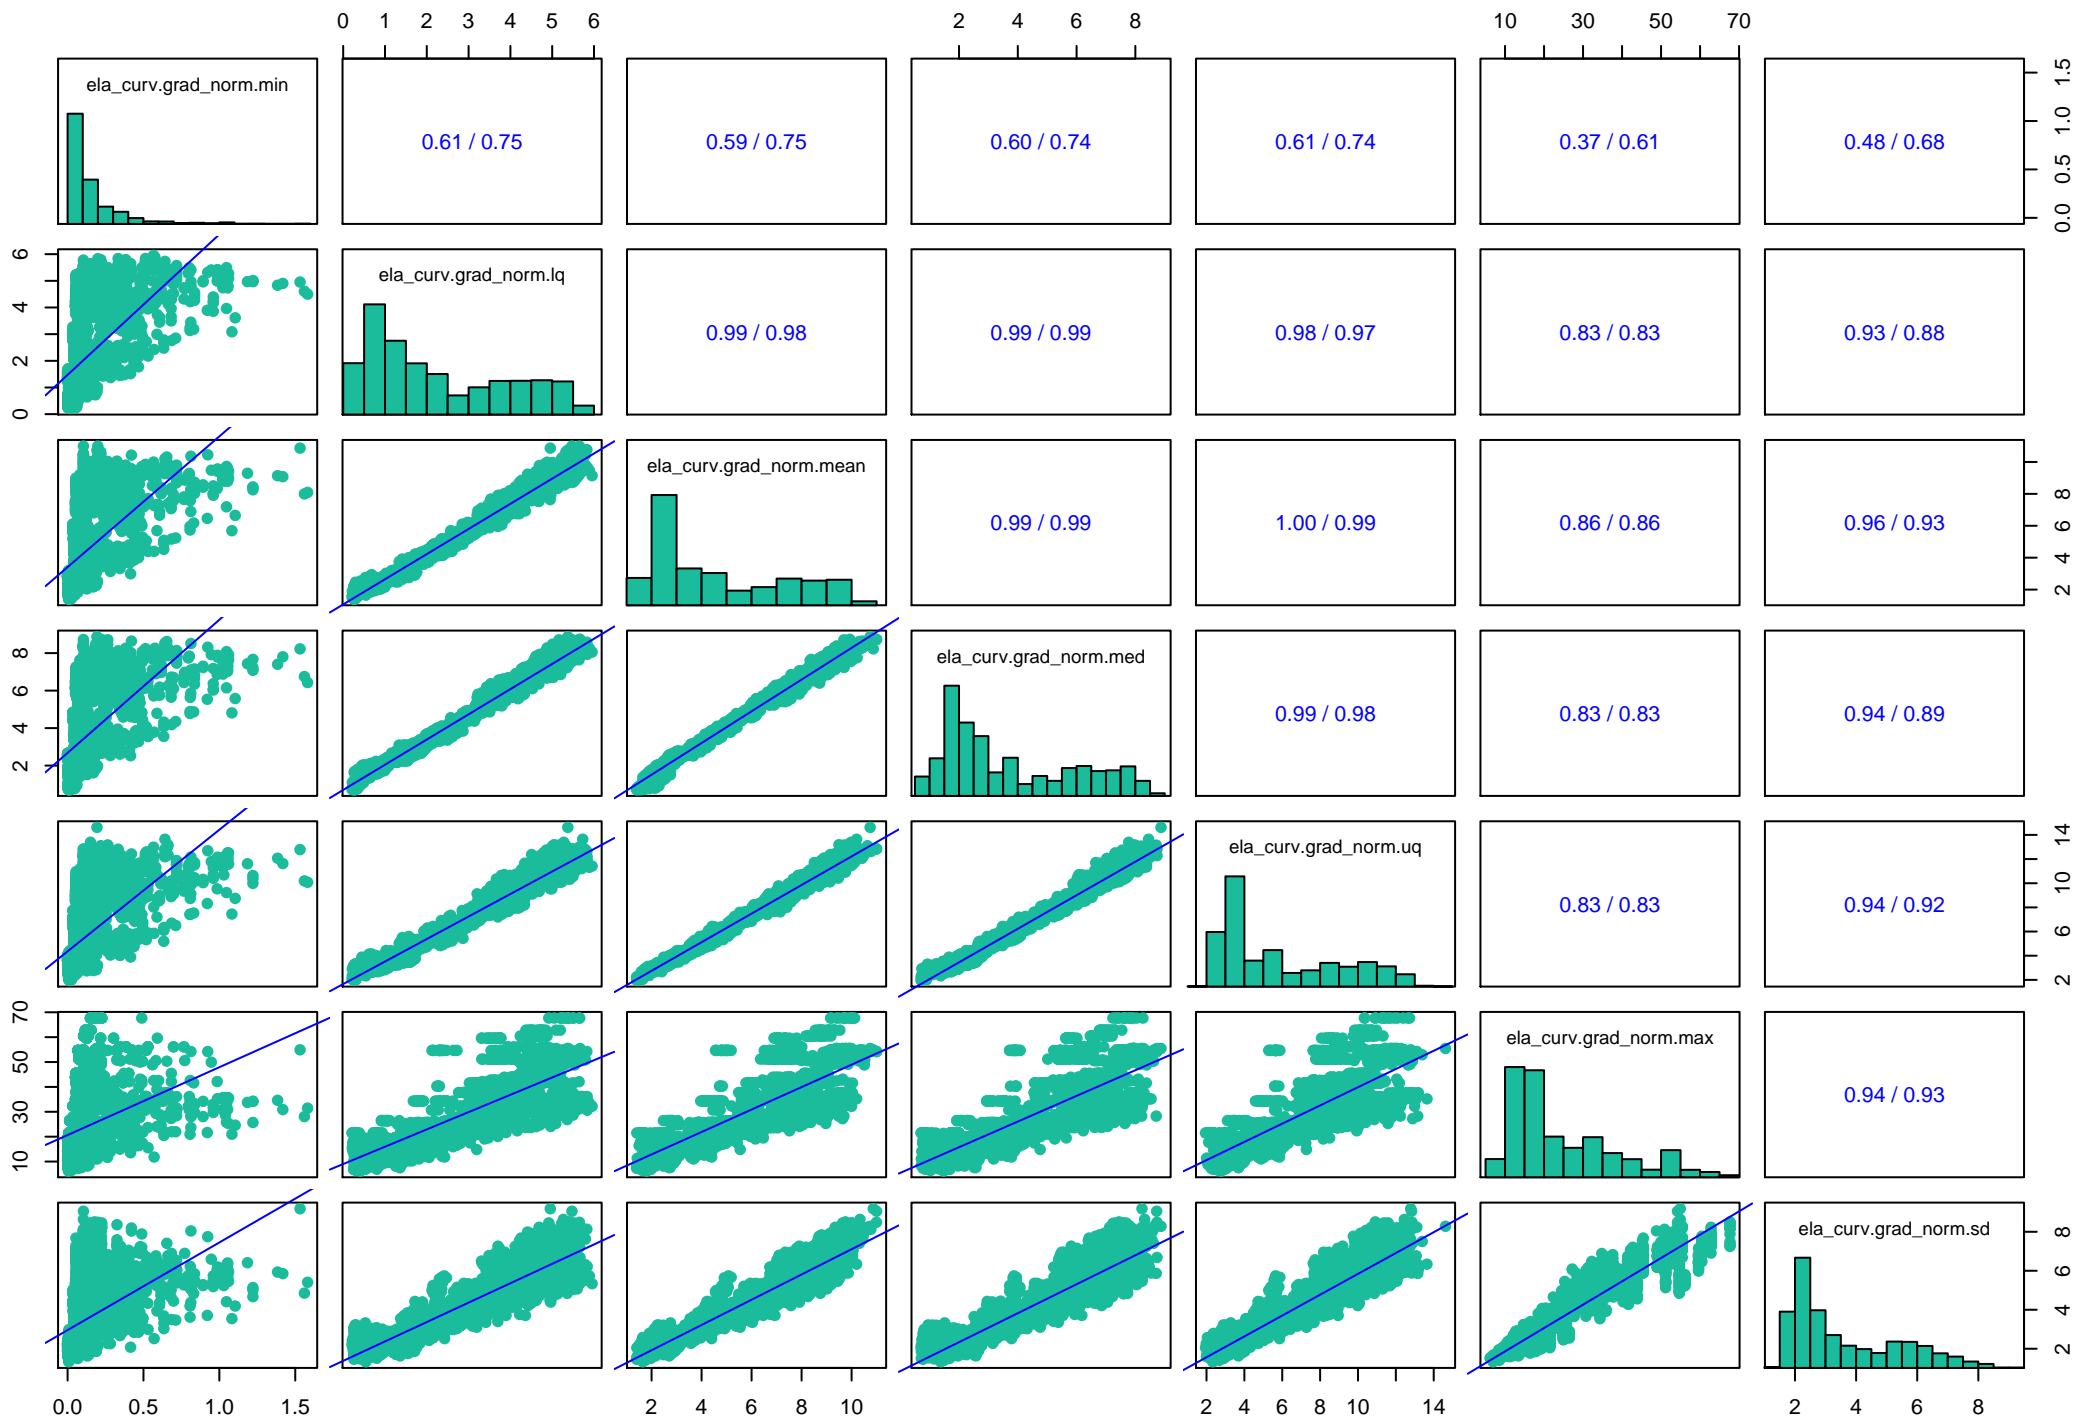 0 1 2 3 4 5 6 2 4 6 8 10 30 50 70
ela_curv.grad_norm.min 0.61 / 0.75 0.59 / 0.75 0.60 / 0.74 0.61 / 0.74 0.37 / 0.61 0.48 / 0.68 0.0 0.5 1.0 1.5
0 2 4 6 ela_curv.grad_norm.lq 0.99 / 0.98 0.99 / 0.99 0.98 / 0.97 0.83 / 0.83 0.93 / 0.88
ela_curv.grad_norm.mean 0.99 / 0.99 1.00 / 0.99 0.86 / 0.86 0.96 / 0.93 2 4 6 8
2 4 6 8 ela_curv.grad_norm.med 0.99 / 0.98 0.83 / 0.83 0.94 / 0.89
ela_curv.grad_norm.uq 0.83 / 0.83 0.94 / 0.92 2 6 10 14
10 30 50 70 ela_curv.grad_norm.max 0.94 / 0.93
ela_curv.grad_norm.sd 2 4 6 8
0.0 0.5 1.0 1.5 2 4 6 8 10 2 4 6 8 10 14 2 4 6 8